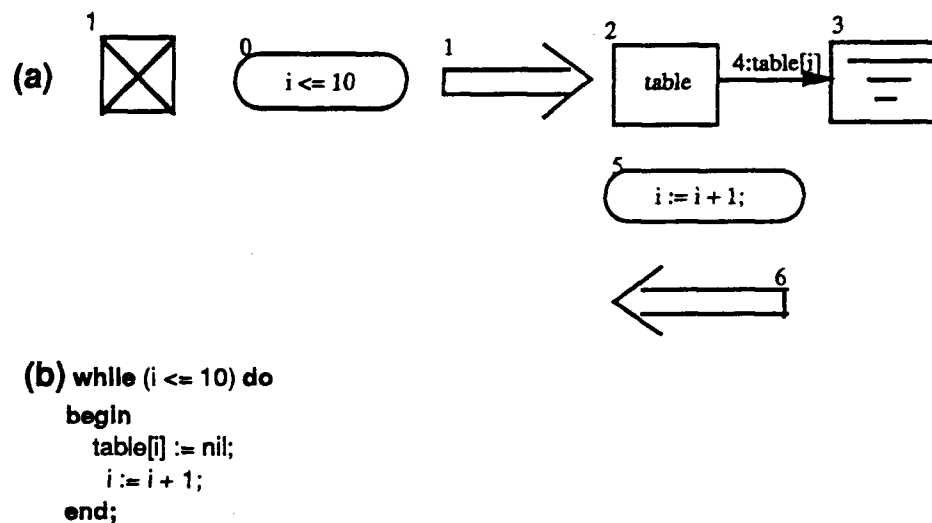 (a)
1
0
i <= 10
1
2
table
4:table[i]
3
5
i := i + 1;
6
(b) while (i <= 10) do
begin
table[i] := nil;
i := i + 1;
end;